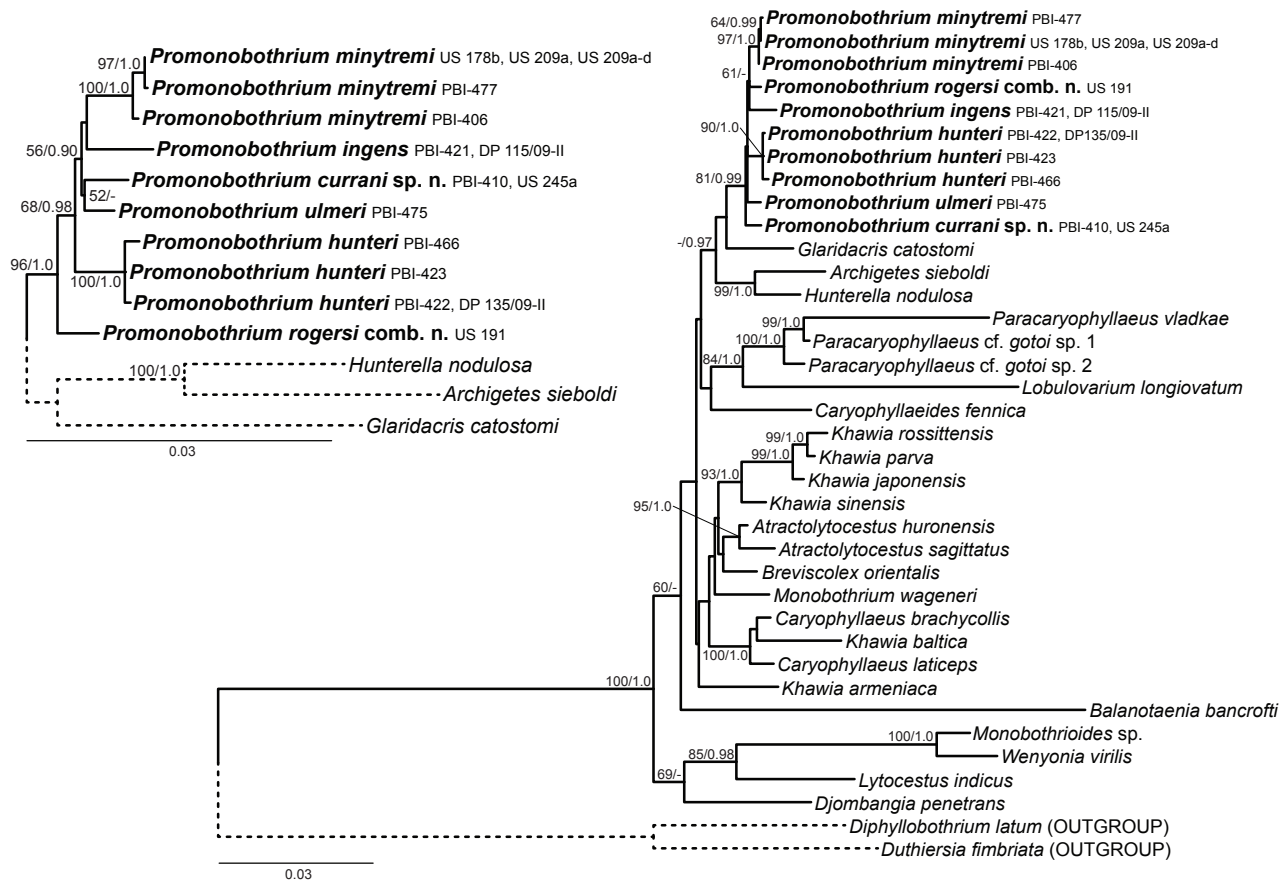 97/1.0
Promonobothrium minytremi US 178b, US 209a, US 209a-d
100/1.0
Promonobothrium minytremi PBI-477
Promonobothrium minytremi PBI-406
56/0.90
Promonobothrium ingens PBI-421, DP 115/09-II
Promonobothrium currani sp. n. PBI-410, US 245a
52/-
Promonobothrium ulmeri PBI-475
68/0.98
Promonobothrium hunteri PBI-466
Promonobothrium hunteri PBI-423
100/1.0
Promonobothrium hunteri PBI-422, DP 135/09-II
96/1.0
Promonobothrium rogersi comb. n. US 191
Hunterella nodulosa
100/1.0
Archigetes sieboldi
Glaridacris catostomi
0.03
64/0.99
Promonobothrium minytremi PBI-477
97/1.0
Promonobothrium minytremi US 178b, US 209a, US 209a-d
Promonobothrium minytremi PBI-406
61/-
Promonobothrium rogersi comb. n. US 191
Promonobothrium ingens PBI-421, DP 115/09-II
90/1.0
Promonobothrium hunteri PBI-422, DP135/09-II
Promonobothrium hunteri PBI-423
81/0.99
Promonobothrium hunteri PBI-466
Promonobothrium ulmeri PBI-475
Promonobothrium currani sp. n. PBI-410, US 245a
-/0.97
Glaridacris catostomi
Archigetes sieboldi
99/1.0
Hunterella nodulosa
99/1.0
Paracaryophyllaeus vladkae
100/1.0
Paracaryophyllaeus cf. gotoi sp. 1
84/1.0
Paracaryophyllaeus cf. gotoi sp. 2
Lobulovarium longiovatum
Caryophyllaeides fennica
99/1.0
Khawia rossittensis
99/1.0
Khawia parva
93/1.0
Khawia japonensis
Khawia sinensis
95/1.0
Atractolytocestus huronensis
Atractolytocestus sagittatus
Breviscolex orientalis
60/-
Monobothrium wageneri
Caryophyllaeus brachycollis
Khawia baltica
100/1.0
Caryophyllaeus laticeps
100/1.0
Khawia armeniaca
Balanotaenia bancrofti
100/1.0
Monobothrioides sp.
85/0.98
Wenyonia virilis
69/-
Lytocestus indicus
Djombangia penetrans
Diphyllobothrium latum (OUTGROUP)
Duthiersia fimbriata (OUTGROUP)
0.03